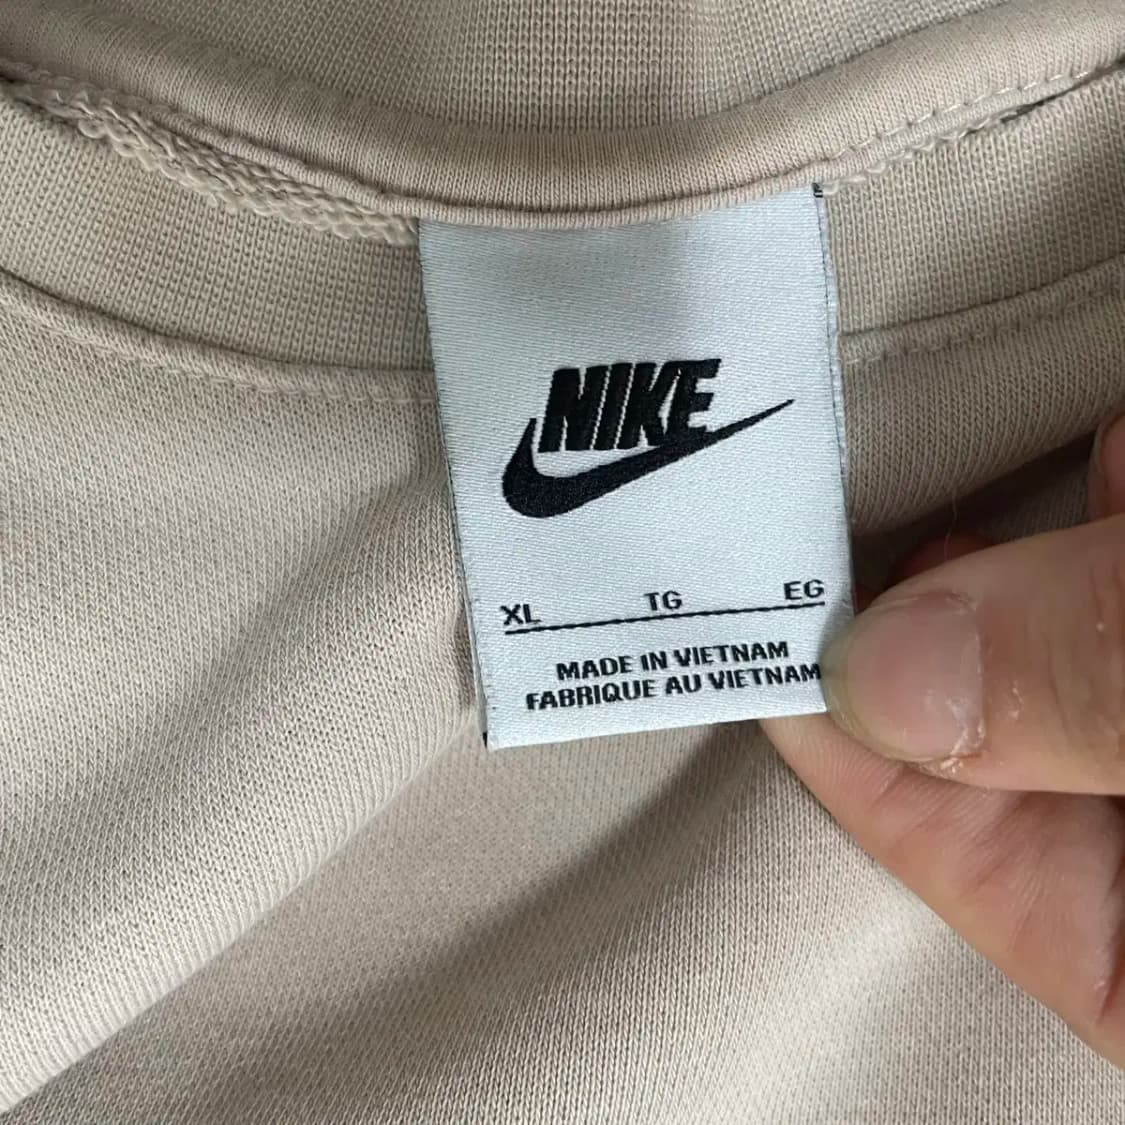 NIKE
XL TG EG
MADE IN VIETNAM
FABRIQUE AU VIETNAM